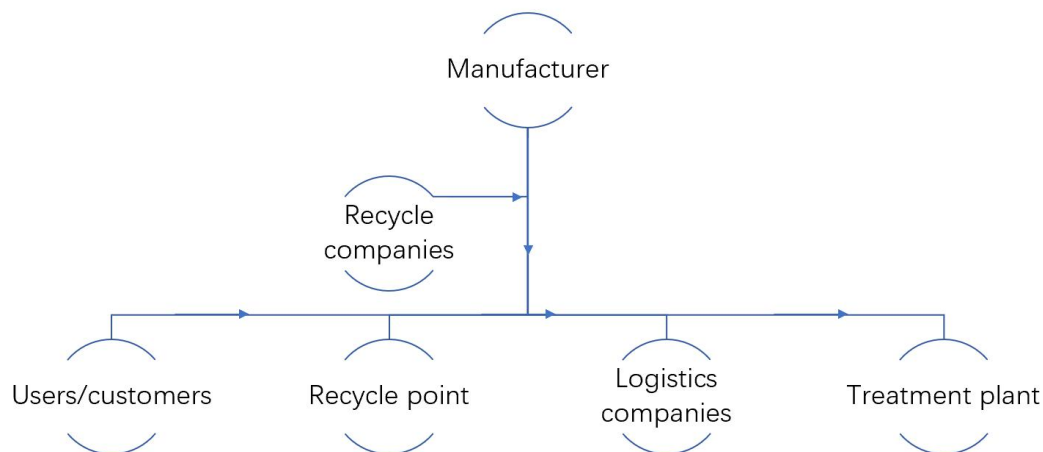 Manufacturer
Recycle
companies
Users/customers
Recycle point
Logistics
companies
Treatment plant